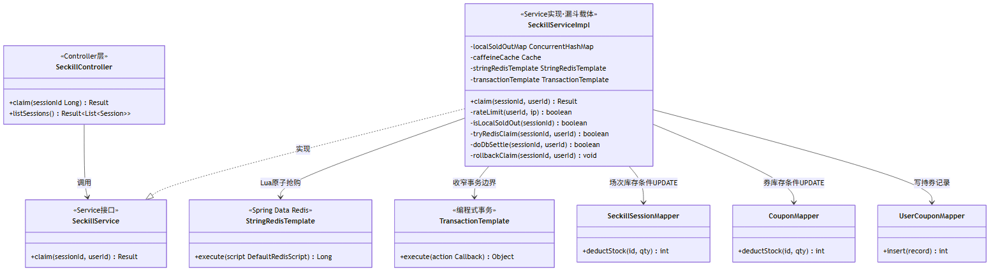 «Service实现·漏斗载体»
SeckillServiceImpl
-localSoldOutMap ConcurrentHashMap
-caffeineCache Cache
-stringRedisTemplate StringRedisTemplate
-transactionTemplate TransactionTemplate
+claim(sessionId, userId) : Result
-rateLimit(userId, ip) : boolean
-isLocalSoldOut(sessionId) : boolean
-tryRedisClaim(sessionId, userId) : boolean
-doDbSettle(sessionId, userId) : boolean
-rollbackClaim(sessionId, userId) : void
«Controller层»
SeckillController
+claim(sessionId Long) : Result
+listSessions() : Result<List<Session>>
实现
调用
Lua原子抢购
收窄事务边界
场次库存条件UPDATE
券库存条件UPDATE
写持券记录
«Service接口»
SeckillService
+claim(sessionId, userId) : Result
«Spring Data Redis»
StringRedisTemplate
+execute(script DefaultRedisScript) : Long
«编程式事务»
TransactionTemplate
+execute(action Callback) : Object
SeckillSessionMapper
+deductStock(id, qty) : int
CouponMapper
+deductStock(id, qty) : int
UserCouponMapper
+insert(record) : int